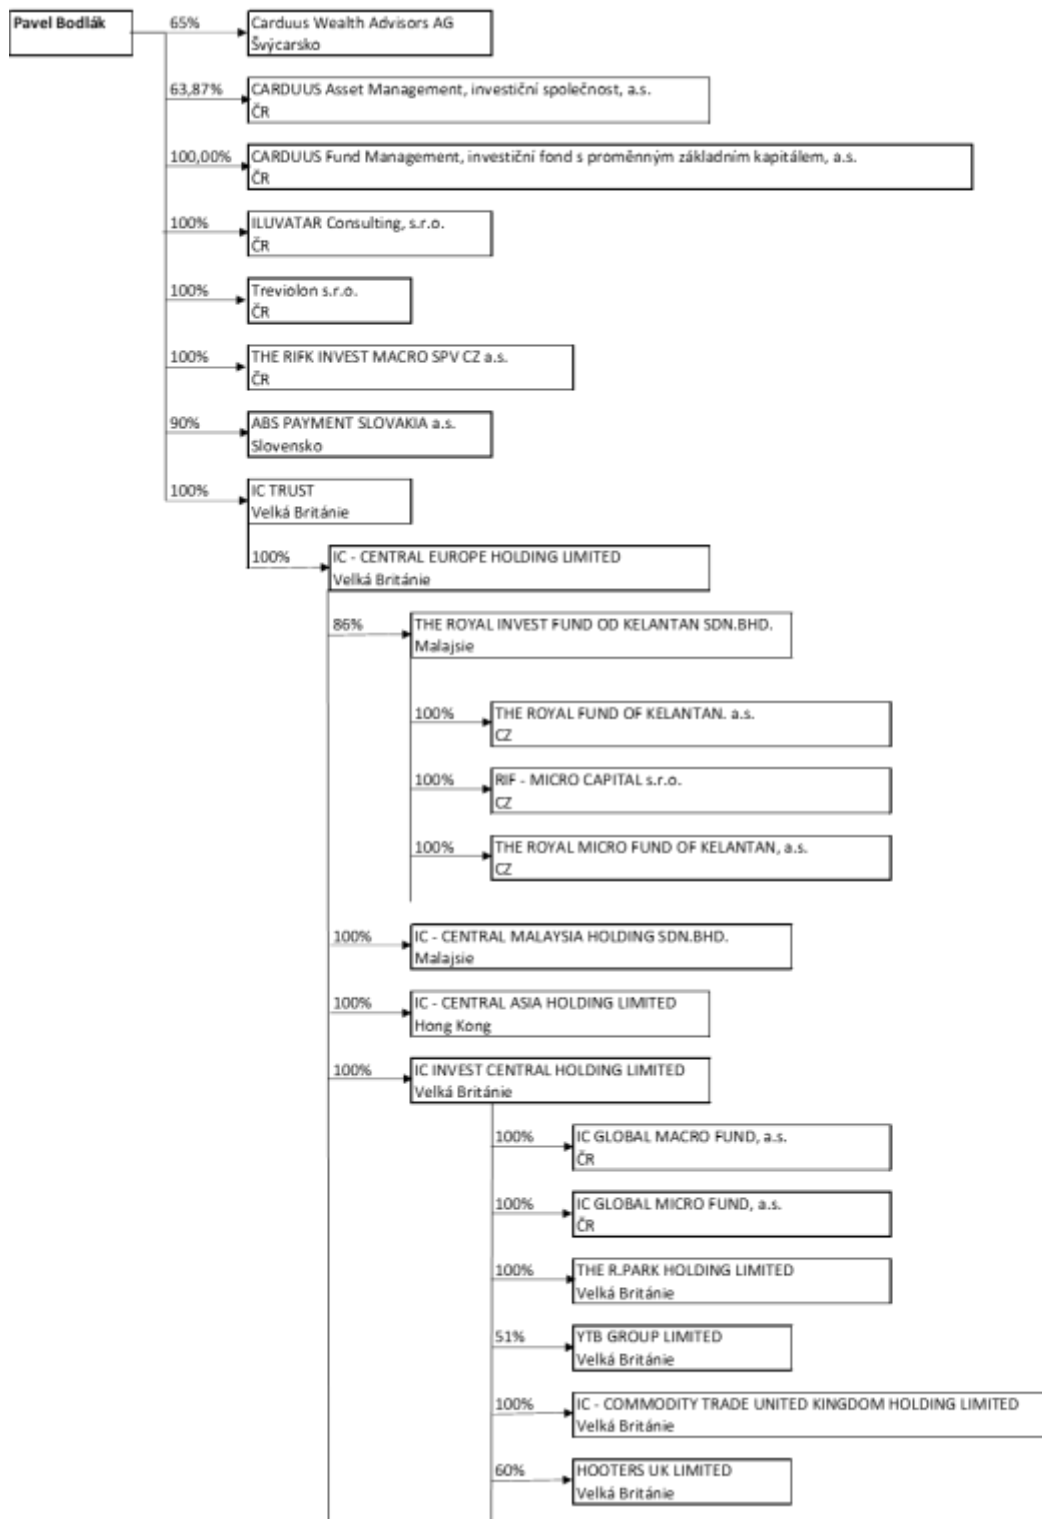 Pavel Bodlák
65%
Carduus Wealth Advisors AG
Švýcarsko
63,87%
CARDUUS Asset Management, investiční společnost, a.s.
ČR
100,00%
CARDUUS Fund Management, investiční fond s proměnným základním kapitálem, a.s.
ČR
100%
ILUVATAR Consulting, s.r.o.
ČR
100%
Treviolon s.r.o.
ČR
100%
THE RIFK INVEST MACRO SPV CZ a.s.
ČR
90%
ABS PAYMENT SLOVAKIA a.s.
Slovensko
100%
IC TRUST
Velká Británie
100%
IC - CENTRAL EUROPE HOLDING LIMITED
Velká Británie
86%
THE ROYAL INVEST FUND OD KELANTAN SDN.BHD.
Malajsie
100%
THE ROYAL FUND OF KELANTAN. a.s.
CZ
100%
RIF - MICRO CAPITAL s.r.o.
CZ
100%
THE ROYAL MICRO FUND OF KELANTAN, a.s.
CZ
100%
IC - CENTRAL MALAYSIA HOLDING SDN.BHD.
Malajsie
100%
IC - CENTRAL ASIA HOLDING LIMITED
Hong Kong
100%
IC INVEST CENTRAL HOLDING LIMITED
Velká Británie
100%
IC GLOBAL MACRO FUND, a.s.
ČR
100%
IC GLOBAL MICRO FUND, a.s.
ČR
100%
THE R.PARK HOLDING LIMITED
Velká Británie
51%
YTB GROUP LIMITED
Velká Británie
100%
IC - COMMODITY TRADE UNITED KINGDOM HOLDING LIMITED
Velká Británie
60%
HOOTERS UK LIMITED
Velká Británie